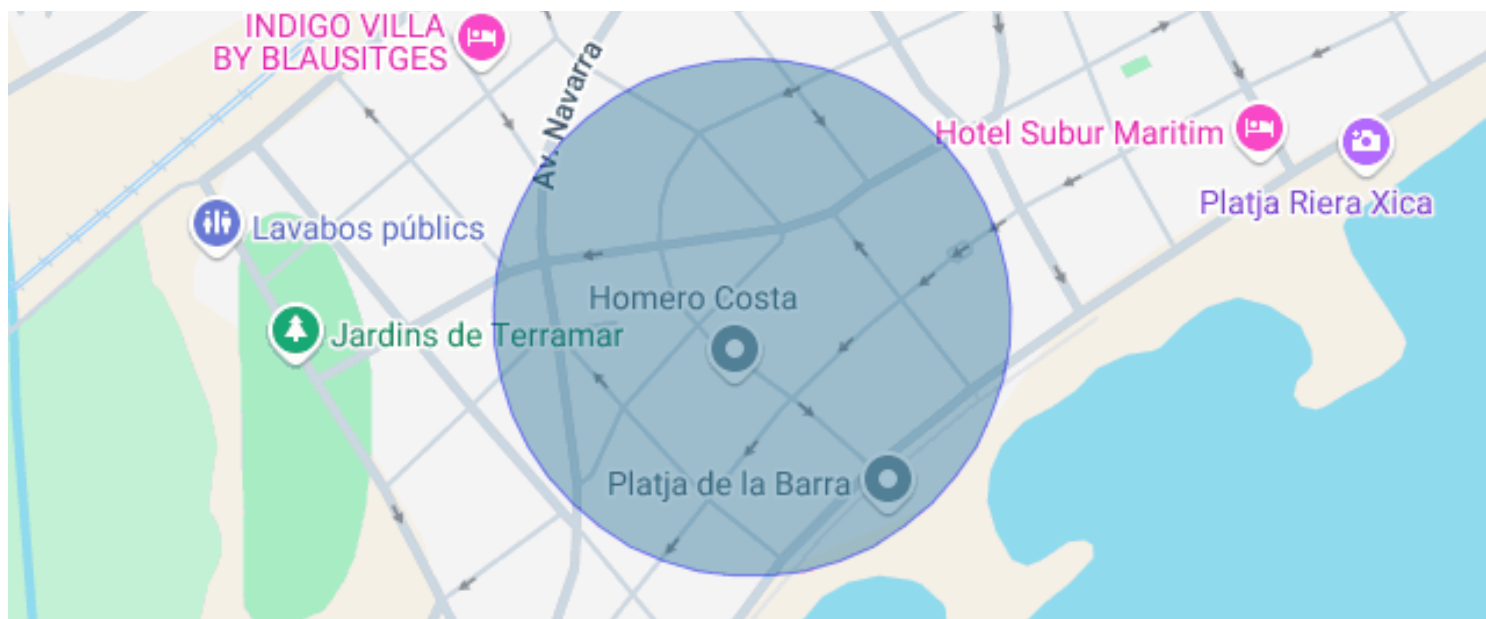 INDIGO VILLA
BY BLAUSITGES
Av. Navarra
Hotel Subur Maritim
Platja Riera Xica
Lavabos públics
Homero Costa
Jardins de Terramar
Platja de la Barra